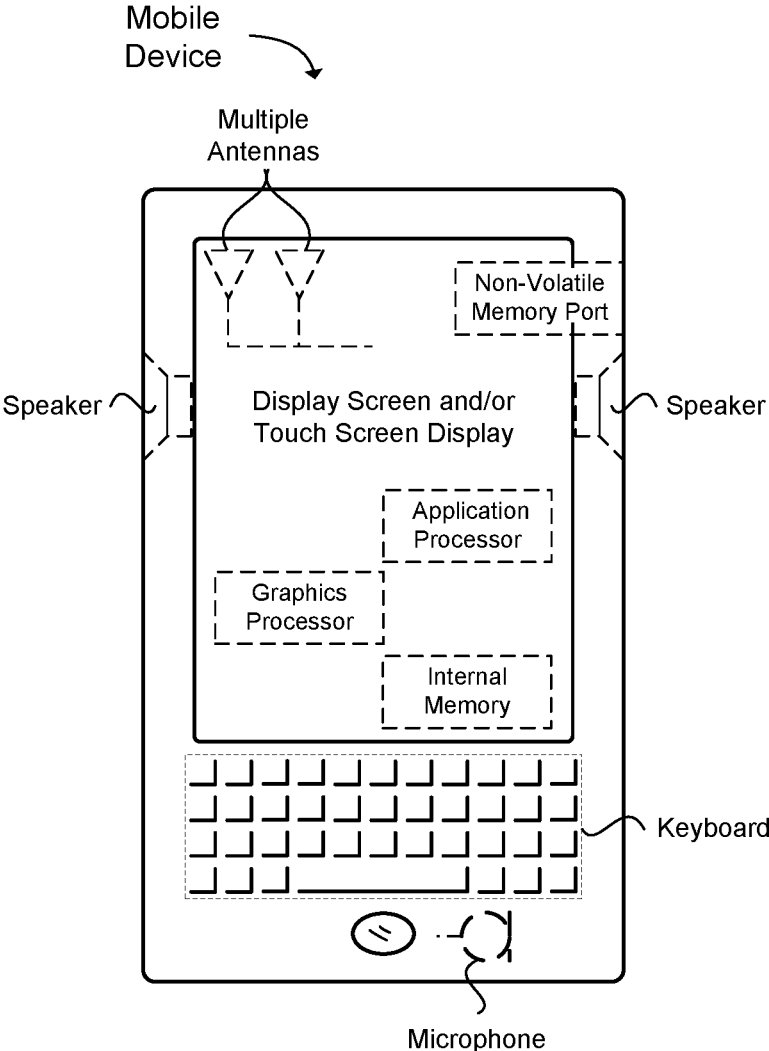 Mobile
Device
Multiple
Antennas
Non-Volatile
Memory Port
Speaker
Display Screen and/or
Touch Screen Display
Speaker
Application
Processor
Graphics
Processor
Internal
Memory
Keyboard
Microphone